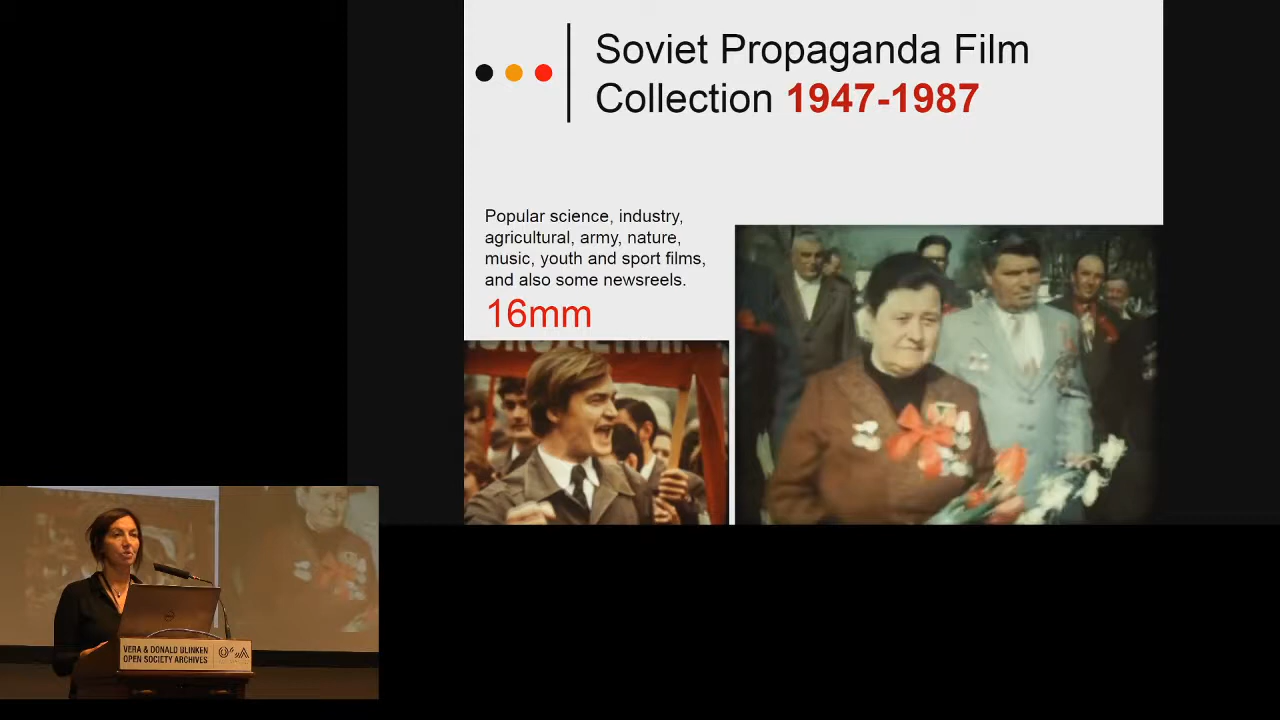 Soviet Propaganda Film
Collection 1947-1987
Popular science, industry,
agricultural, army, nature,
music, youth and sport films,
and also some newsreels.
16mm
VERA & DONALD BLINKEN
OPEN SOCIETY ARCHIVES